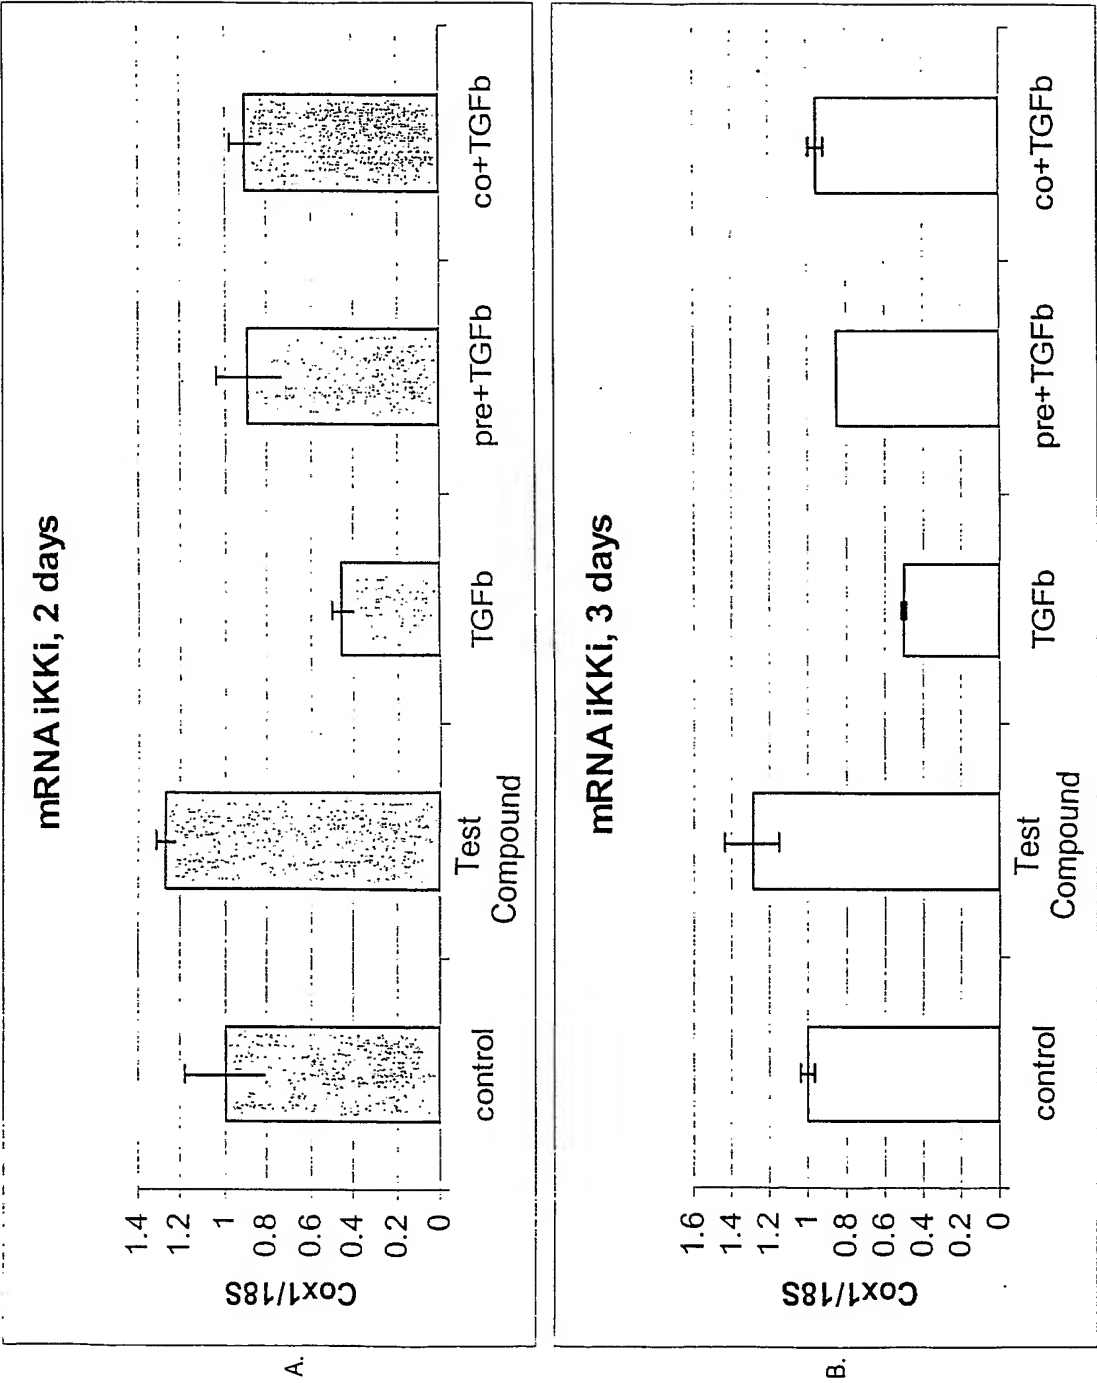 A.
mRNA iKKi, 2 days
Cox1/18S
1.4
1.2
1
0.8
0.6
0.4
0.2
0
control
Test
Compound
TGFb
pre+TGFb
co+TGFb
B.
mRNA iKKi, 3 days
Cox1/18S
1.6
1.4
1.2
1
0.8
0.6
0.4
0.2
0
control
Test
Compound
TGFb
pre+TGFb
co+TGFb